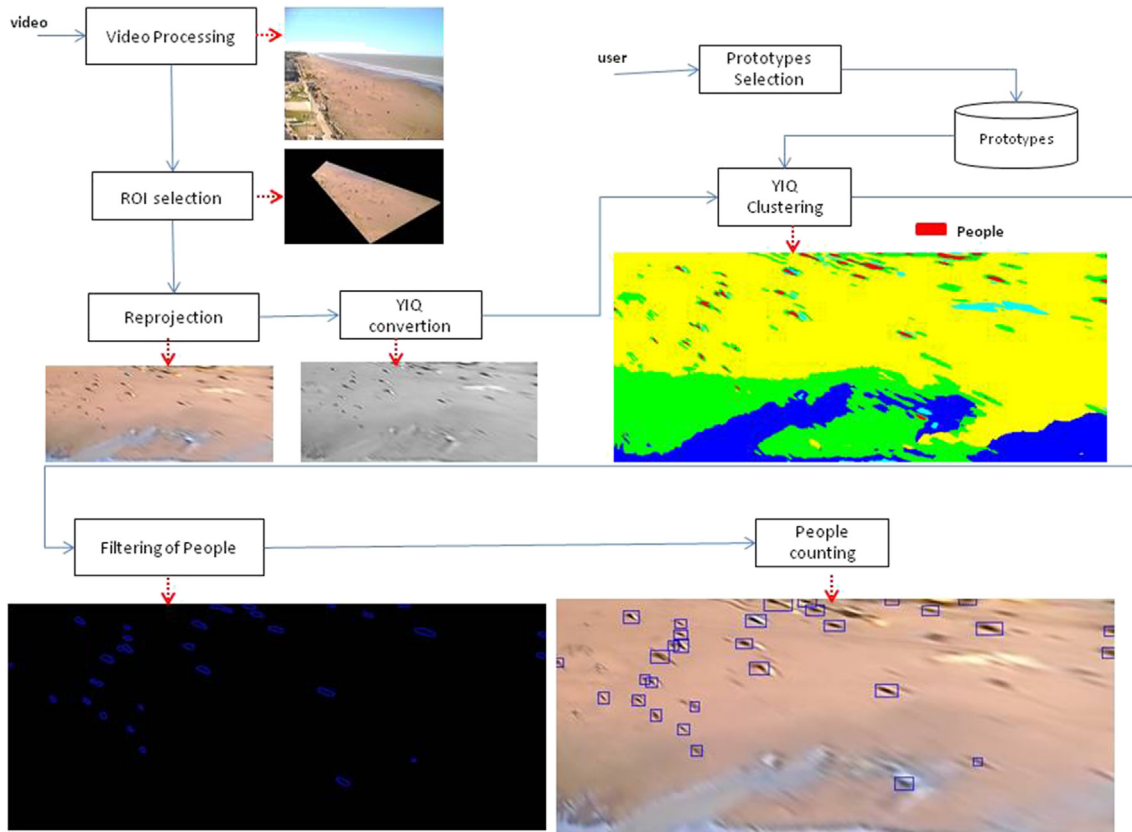 video
Video Processing
user
Prototypes
Selection
Prototypes
ROI selection
YIQ
Clustering
People
Reprojection
YIQ
convertion
Filtering of People
People
counting